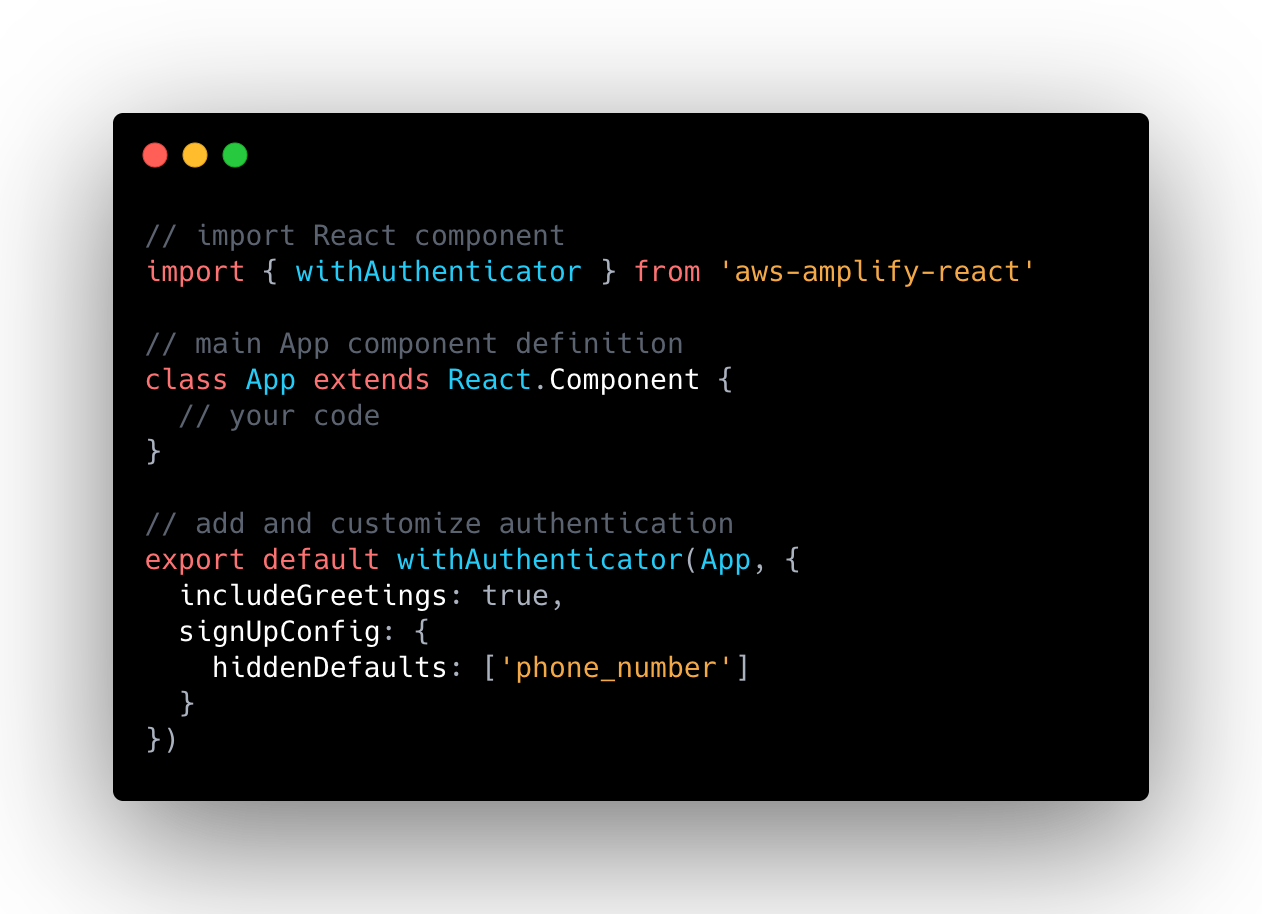 // import React component
import { withAuthenticator } from 'aws-amplify-react'

// main App component definition
class App extends React.Component {
  // your code
}

// add and customize authentication
export default withAuthenticator(App, {
  includeGreetings: true,
  signUpConfig: {
    hiddenDefaults: ['phone_number']
  }
})